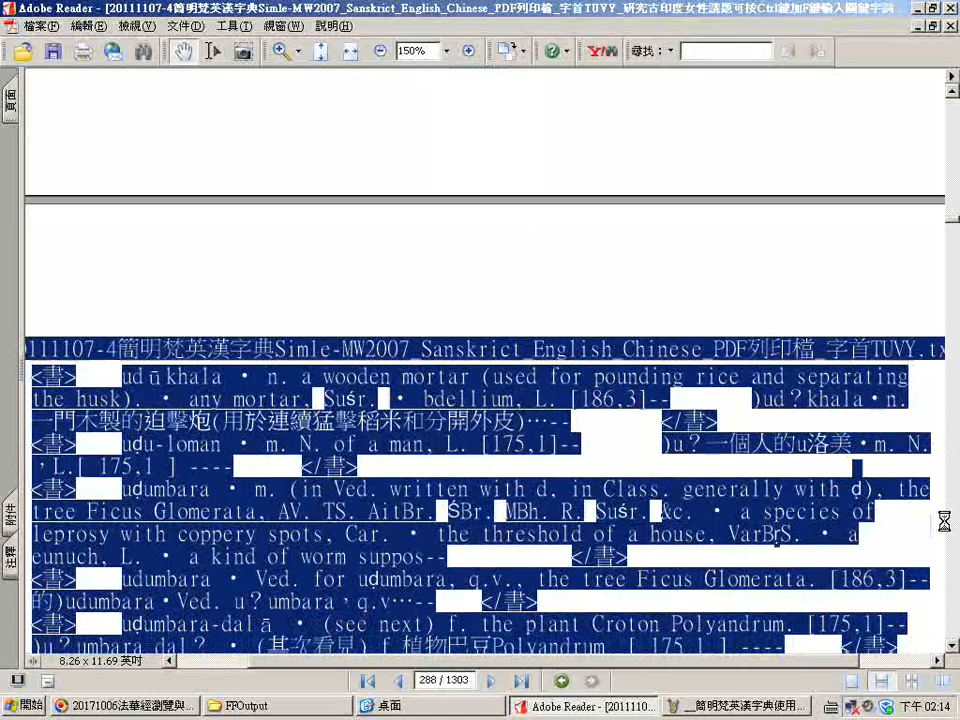 Adobe Reader - [20111107-4簡明梵英漢字典Simle-MW2007_Sanskrict_English_Chinese_PDF列印檔_字首TUVY_研究古印度女性議題可按Ctrl鍵加F鍵輸入關鍵字詞...
檔案(F) 編輯(E) 檢視(V) 文件(D) 工具(T) 視窗(W) 說明(H)
150% Y! 尋找:
頁面
0111107-4簡明梵英漢字典Simle-MW2007_Sanskrict_English_Chinese_PDF列印檔_字首TUVY.tx
<書> udūkhala · n. a wooden mortar (used for pounding rice and separating
the husk). · any mortar, Suśr. · bdellium, L. [186,3]-- )ud?khala·n.
一門木製的迫擊炮(用於連續猛擊稻米和分開外皮)…-- </書>
<書> uḍu-loman · m. N. of a man, L. [175,1]-- )u?一個人的u洛美·m. N.
,L.[ 175,1 ] ---- </書>
<書> uḍumbara · m. (in Ved. written with d, in Class. generally with ḍ), the
tree Ficus Glomerata, AV. TS. AitBr. ŚBr. MBh. R. Suśr. &c. · a species of
leprosy with coppery spots, Car. · the threshold of a house, VarBṛS. · a
eunuch, L. · a kind of worm suppos-- </書>
<書> udumbara · Ved. for uḍumbara, q.v., the tree Ficus Glomerata. [186,3]--
的)udumbara·Ved. u?umbara,q.v…-- </書>
<書> uḍumbara-dalā · (see next) f. the plant Croton Polyandrum. [175,1]--
)u?umbara dal? · (其次看見) f 植物巴豆Polyandrum [ 175,1 ] ---- </書>
附件
注釋
8.26 x 11.69 英吋
288 / 1303
開始 20171006法華經瀏覽與... FFOutput 桌面 Adobe Reader - [2011110... __簡明梵英漢字典使用... 下午 02:14